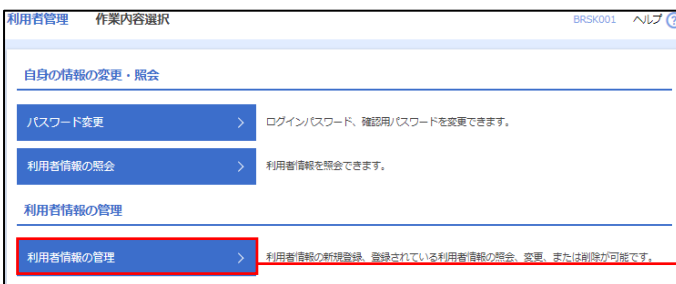 利用者管理 作業内容選択 BRSK001 ヘルプ ?
自身の情報の変更・照会
パスワード変更 ログインパスワード、確認用パスワードを変更できます。
利用者情報の照会 利用者情報を照会できます。
利用者情報の管理
利用者情報の管理 利用者情報の新規登録、登録されている利用者情報の照会、変更、または削除が可能です。